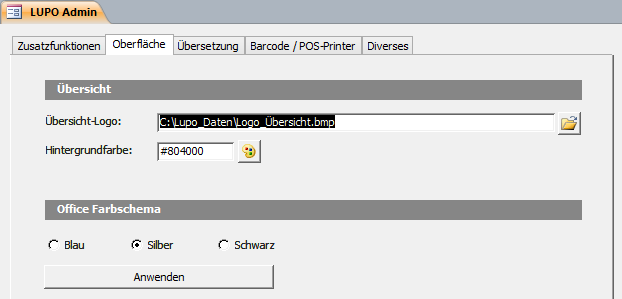 LUPO Admin
Zusatzfunktionen Oberfläche Übersetzung Barcode / POS-Printer Diverses
Übersicht
Übersicht-Logo: C:\Lupo_Daten\Logo_Übersicht.bmp
Hintergrundfarbe: #804000
Office Farbschema
Blau Silber Schwarz
Anwenden